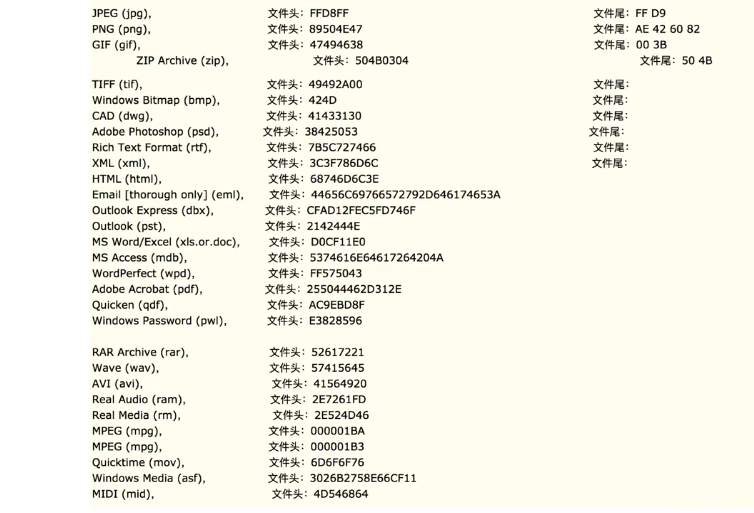 JPEG (jpg), 文件头：FFD8FF 文件尾：FF D9
PNG (png), 文件头：89504E47 文件尾：AE 42 60 82
GIF (gif), 文件头：47494638 文件尾：00 3B
ZIP Archive (zip), 文件头：504B0304 文件尾：50 4B
TIFF (tif), 文件头：49492A00 文件尾：
Windows Bitmap (bmp), 文件头：424D 文件尾：
CAD (dwg), 文件头：41433130 文件尾：
Adobe Photoshop (psd), 文件头：38425053 文件尾：
Rich Text Format (rtf), 文件头：7B5C727466 文件尾：
XML (xml), 文件头：3C3F786D6C 文件尾：
HTML (html), 文件头：68746D6C3E
Email [thorough only] (eml), 文件头：44656C69766572792D646174653A
Outlook Express (dbx), 文件头：CFAD12FEC5FD746F
Outlook (pst), 文件头：2142444E
MS Word/Excel (xls.or.doc), 文件头：D0CF11E0
MS Access (mdb), 文件头：5374616E64617264204A
WordPerfect (wpd), 文件头：FF575043
Adobe Acrobat (pdf), 文件头：255044462D312E
Quicken (qdf), 文件头：AC9EBD8F
Windows Password (pwl), 文件头：E3828596
RAR Archive (rar), 文件头：52617221
Wave (wav), 文件头：57415645
AVI (avi), 文件头：41564920
Real Audio (ram), 文件头：2E7261FD
Real Media (rm), 文件头：2E524D46
MPEG (mpg), 文件头：000001BA
MPEG (mpg), 文件头：000001B3
Quicktime (mov), 文件头：6D6F6F76
Windows Media (asf), 文件头：3026B2758E66CF11
MIDI (mid), 文件头：4D546864